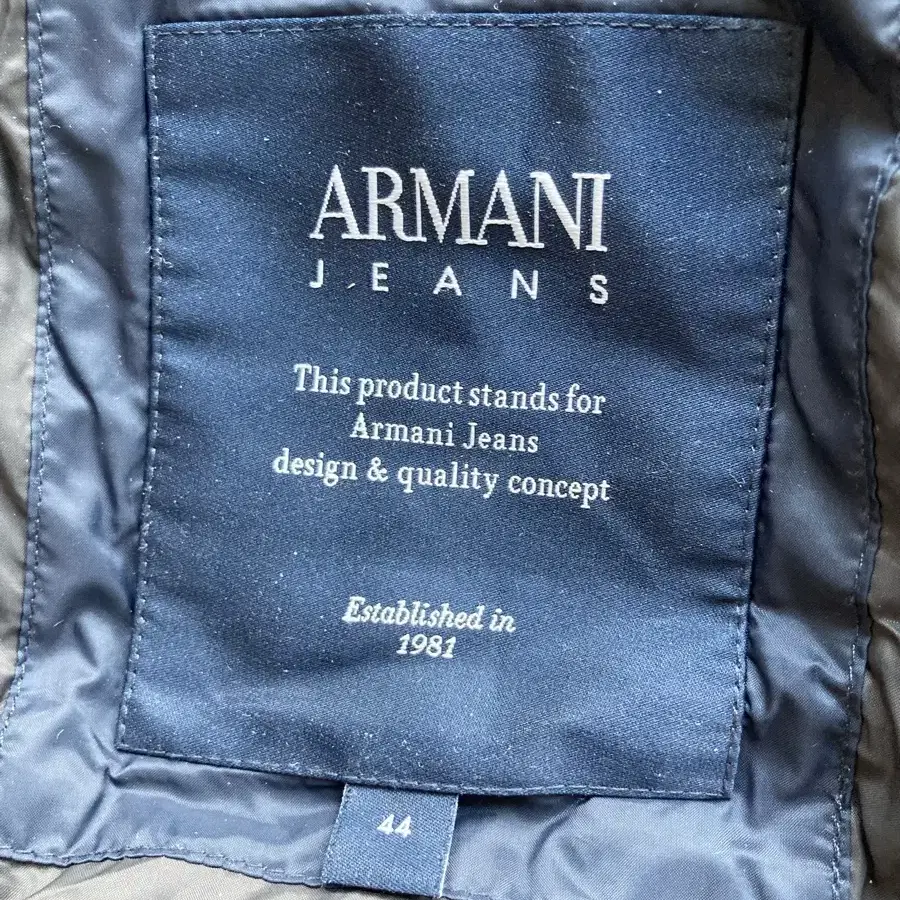 ARMANI
JEANS
This product stands for
Armani Jeans
design & quality concept
Established in
1981
44